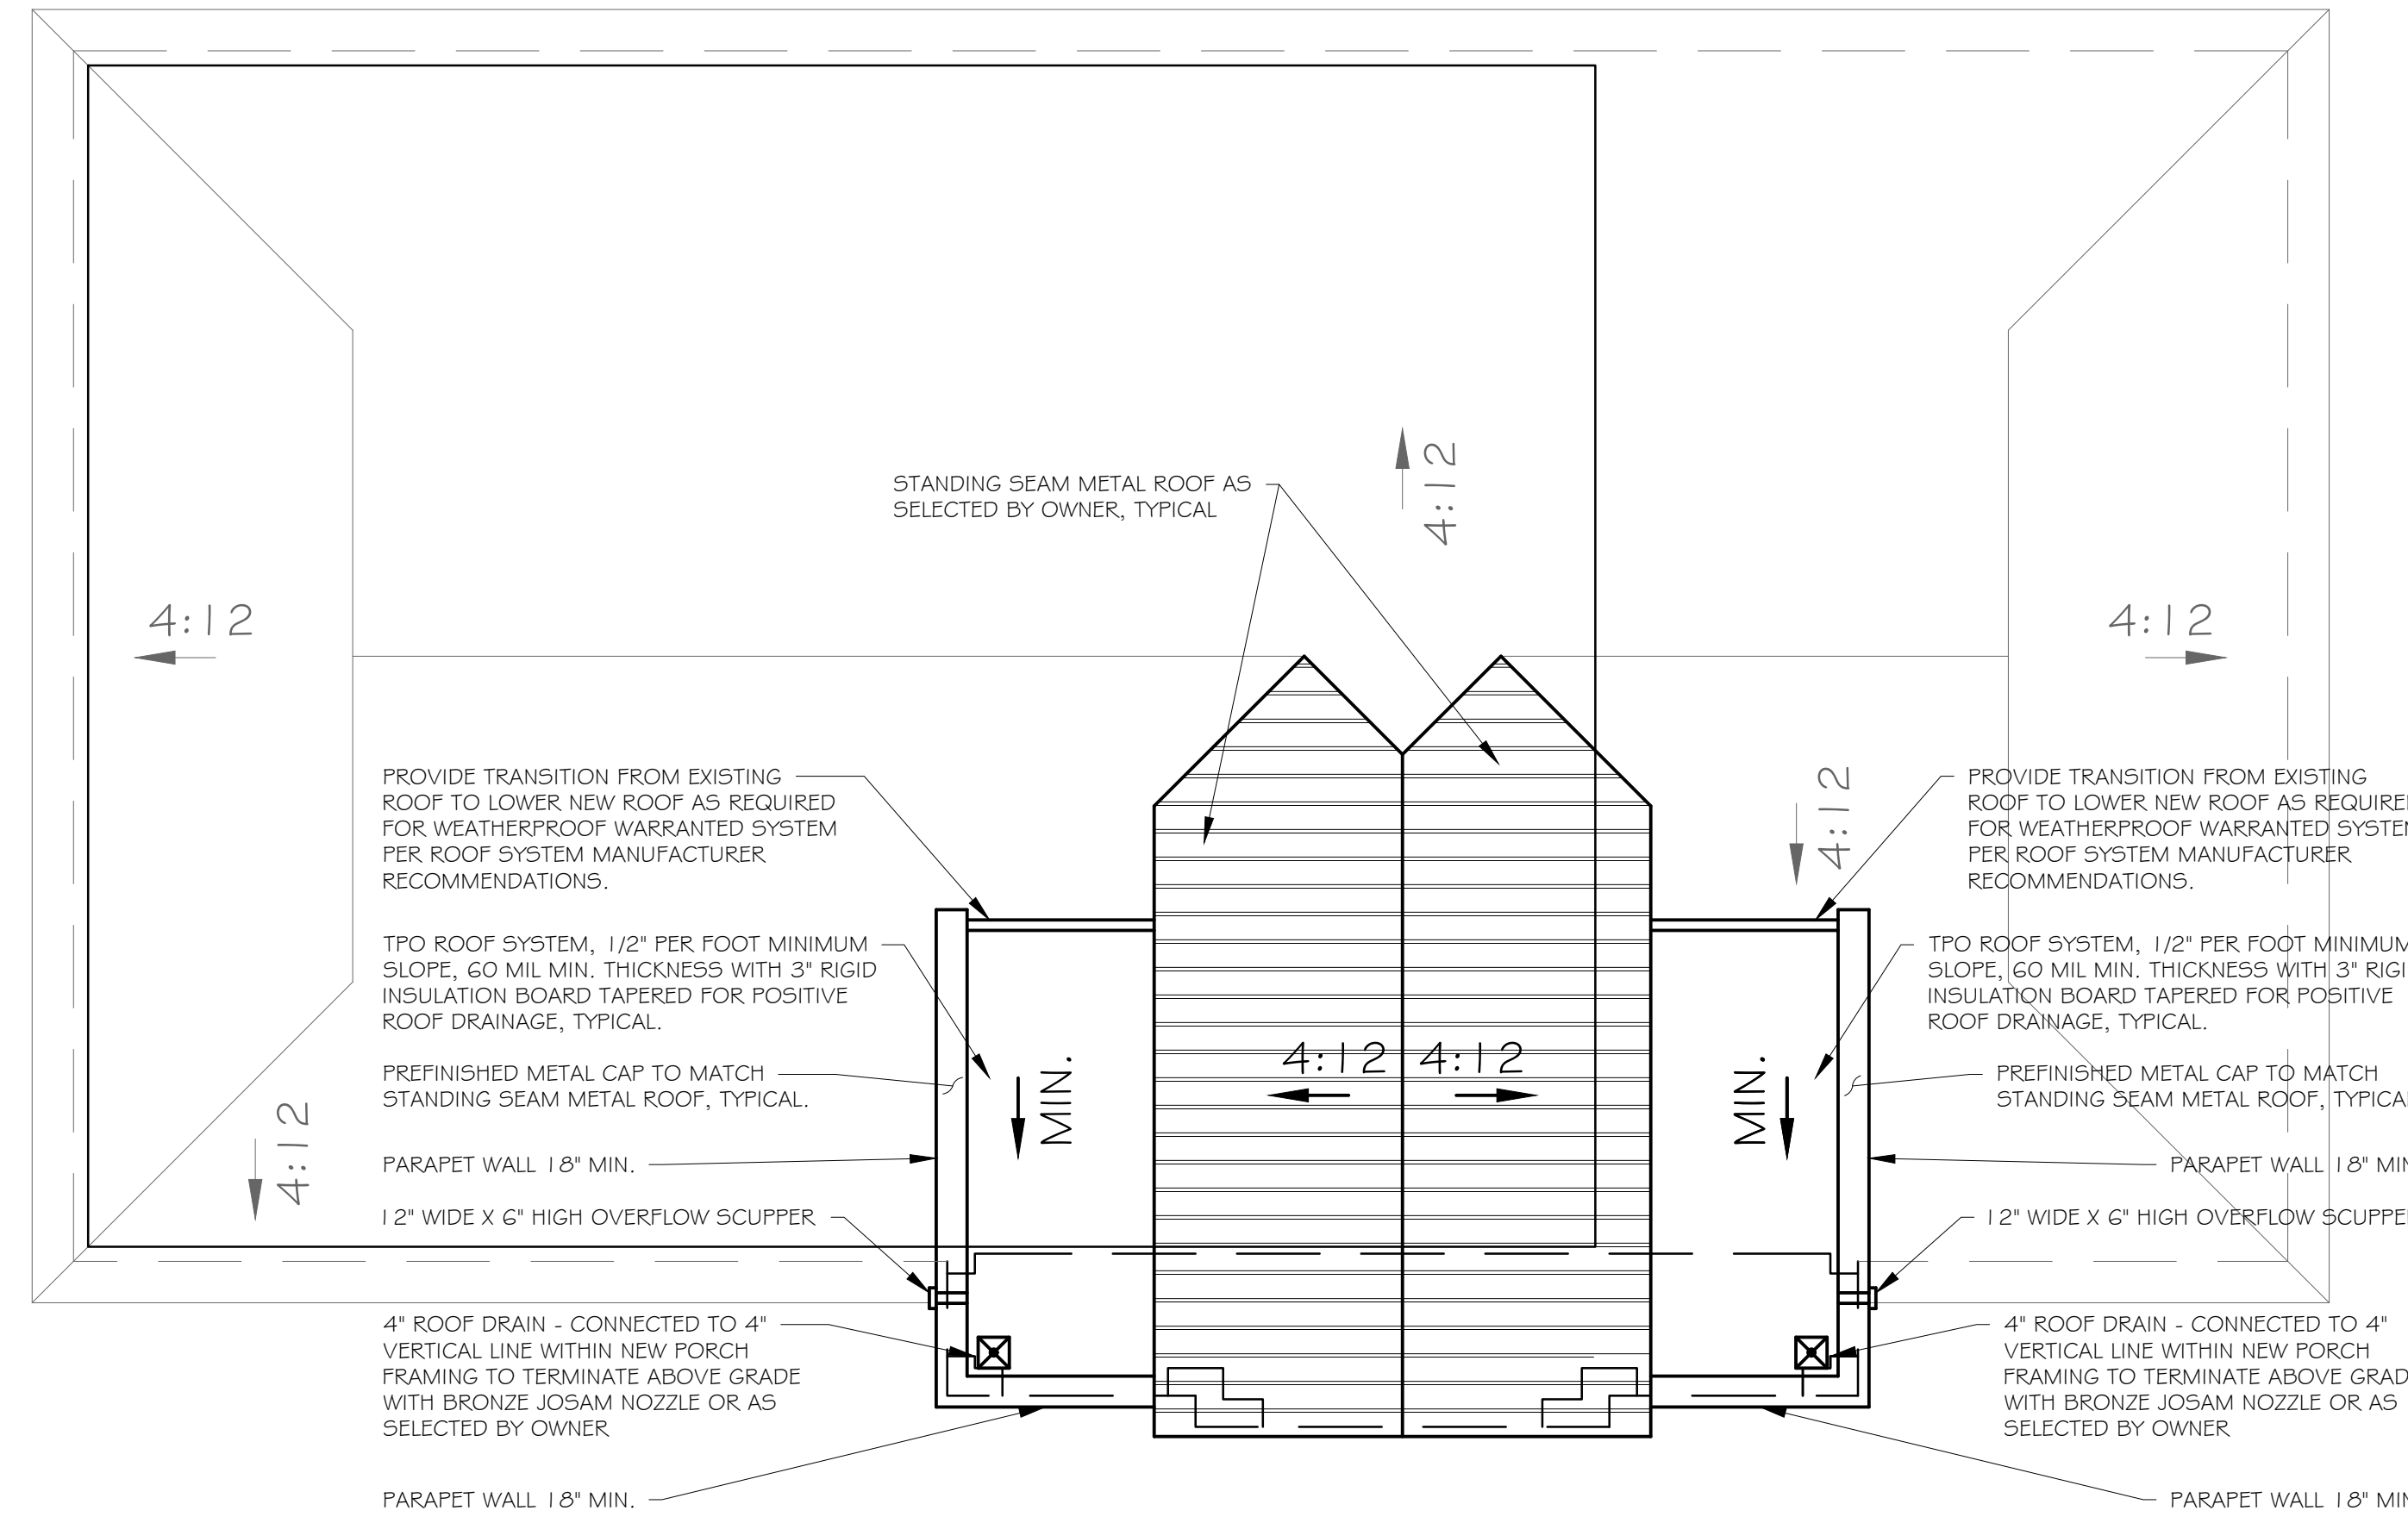 4:12
STANDING SEAM METAL ROOF AS
SELECTED BY OWNER, TYPICAL
4:12
4:12
PROVIDE TRANSITION FROM EXISTING
ROOF TO LOWER NEW ROOF AS REQUIRED
FOR WEATHERPROOF WARRANTED SYSTEM
PER ROOF SYSTEM MANUFACTURER
RECOMMENDATIONS.
TPO ROOF SYSTEM, 1/2" PER FOOT MINIMUM
SLOPE, 60 MIL MIN. THICKNESS WITH 3" RIGID
INSULATION BOARD TAPERED FOR POSITIVE
ROOF DRAINAGE, TYPICAL.
PREFINISHED METAL CAP TO MATCH
STANDING SEAM METAL ROOF, TYPICAL.
PARAPET WALL 18" MIN.
12" WIDE X 6" HIGH OVERFLOW SCUPPER
4" ROOF DRAIN - CONNECTED TO 4"
VERTICAL LINE WITHIN NEW PORCH
FRAMING TO TERMINATE ABOVE GRADE
WITH BRONZE JOSAM NOZZLE OR AS
SELECTED BY OWNER
PARAPET WALL 18" MIN.
4:12
MIN.
4:12 4:12
MIN.
4:12
PROVIDE TRANSITION FROM EXISTING
ROOF TO LOWER NEW ROOF AS REQUIRE
FOR WEATHERPROOF WARRANTED SYSTE
PER ROOF SYSTEM MANUFACTURER
RECOMMENDATIONS.
TPO ROOF SYSTEM, 1/2" PER FOOT MINIMUM
SLOPE, 60 MIL MIN. THICKNESS WITH 3" RIGI
INSULATION BOARD TAPERED FOR POSITIVE
ROOF DRAINAGE, TYPICAL.
PREFINISHED METAL CAP TO MATCH
STANDING SEAM METAL ROOF, TYPICA
PARAPET WALL 18" MIN
12" WIDE X 6" HIGH OVERFLOW SCUPPE
4" ROOF DRAIN - CONNECTED TO 4"
VERTICAL LINE WITHIN NEW PORCH
FRAMING TO TERMINATE ABOVE GRAD
WITH BRONZE JOSAM NOZZLE OR AS
SELECTED BY OWNER
PARAPET WALL 18" MIN